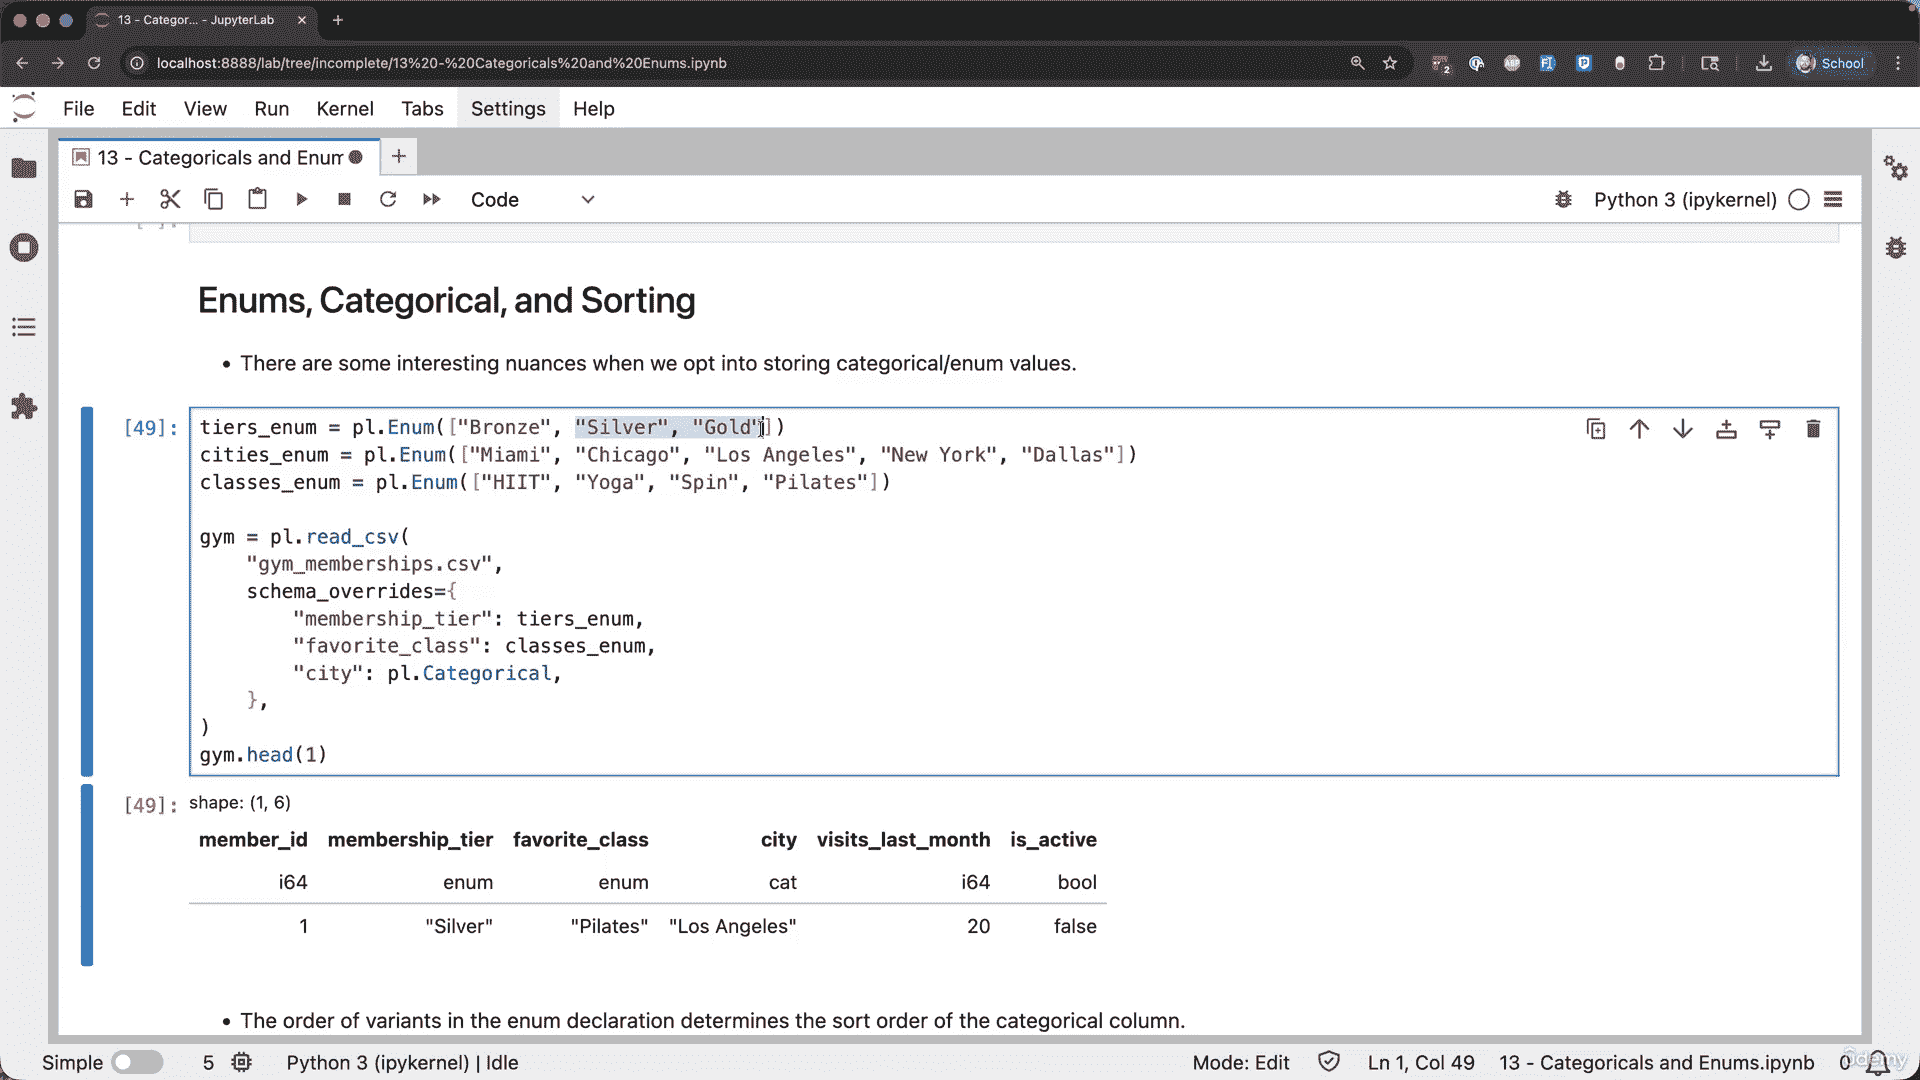 13 - Categor... - JupyterLab
localhost:8888/lab/tree/incomplete/13%20-%20Categoricals%20and%20Enums.ipynb
2
ABP
School
File Edit View Run Kernel Tabs Settings Help
13 - Categoricals and Enum
Code
Python 3 (ipykernel)
Enums, Categorical, and Sorting
• There are some interesting nuances when we opt into storing categorical/enum values.
[49]:
tiers_enum = pl.Enum(["Bronze", "Silver", "Gold"])
cities_enum = pl.Enum(["Miami", "Chicago", "Los Angeles", "New York", "Dallas"])
classes_enum = pl.Enum(["HIIT", "Yoga", "Spin", "Pilates"])
gym = pl.read_csv(
    "gym_memberships.csv",
    schema_overrides={
        "membership_tier": tiers_enum,
        "favorite_class": classes_enum,
        "city": pl.Categorical,
    },
)
gym.head(1)
[49]: shape: (1, 6)
member_id membership_tier favorite_class city visits_last_month is_active
i64 enum enum cat i64 bool
1 "Silver" "Pilates" "Los Angeles" 20 false
• The order of variants in the enum declaration determines the sort order of the categorical column.
Simple 5 Python 3 (ipykernel) | Idle Mode: Edit Ln 1, Col 49 13 - Categoricals and Enums.ipynb 0
udemy